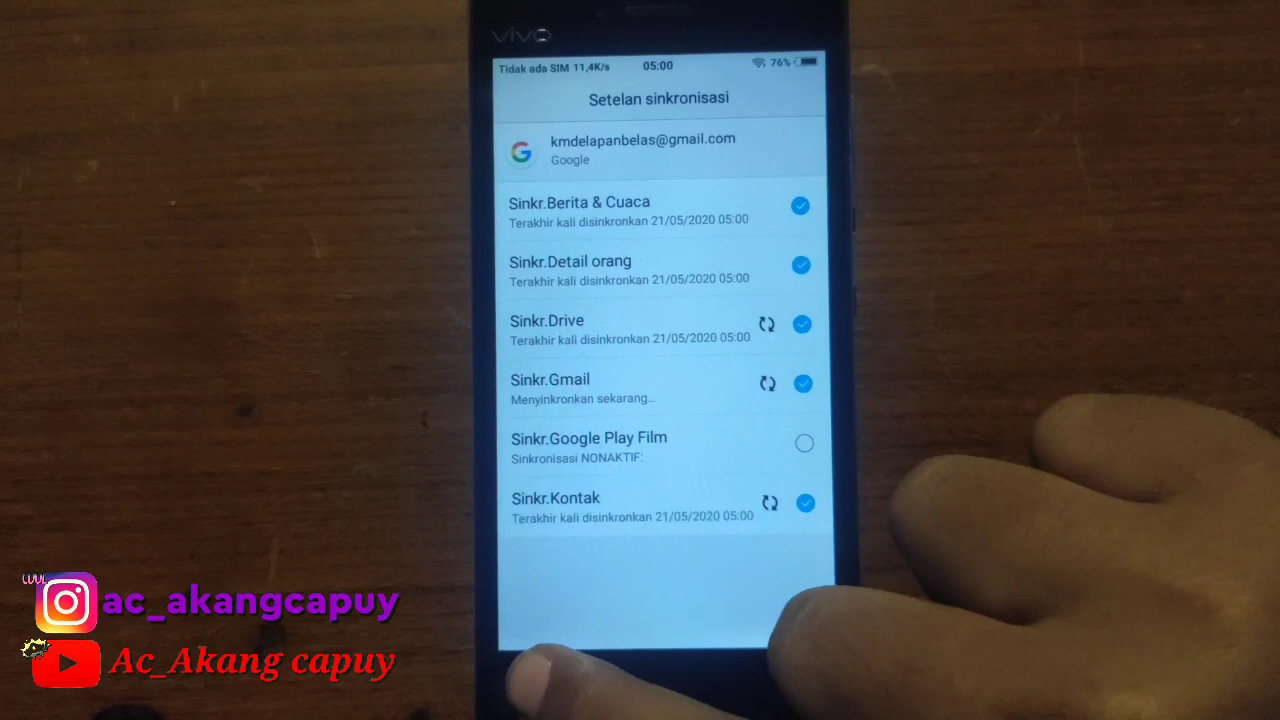 vivo
Tidak ada SIM 11,4K/s 05:00 76%
Setelan sinkronisasi
kmdelapanbelas@gmail.com
Google
Sinkr.Berita & Cuaca
Terakhir kali disinkronkan 21/05/2020 05:00
Sinkr.Detail orang
Terakhir kali disinkronkan 21/05/2020 05:00
Sinkr.Drive
Terakhir kali disinkronkan 21/05/2020 05:00
Sinkr.Gmail
Menyinkronkan sekarang...
Sinkr.Google Play Film
Sinkronisasi NONAKTIF:
Sinkr.Kontak
Terakhir kali disinkronkan 21/05/2020 05:00
ac_akangcapuy
Ac_Akang capuy